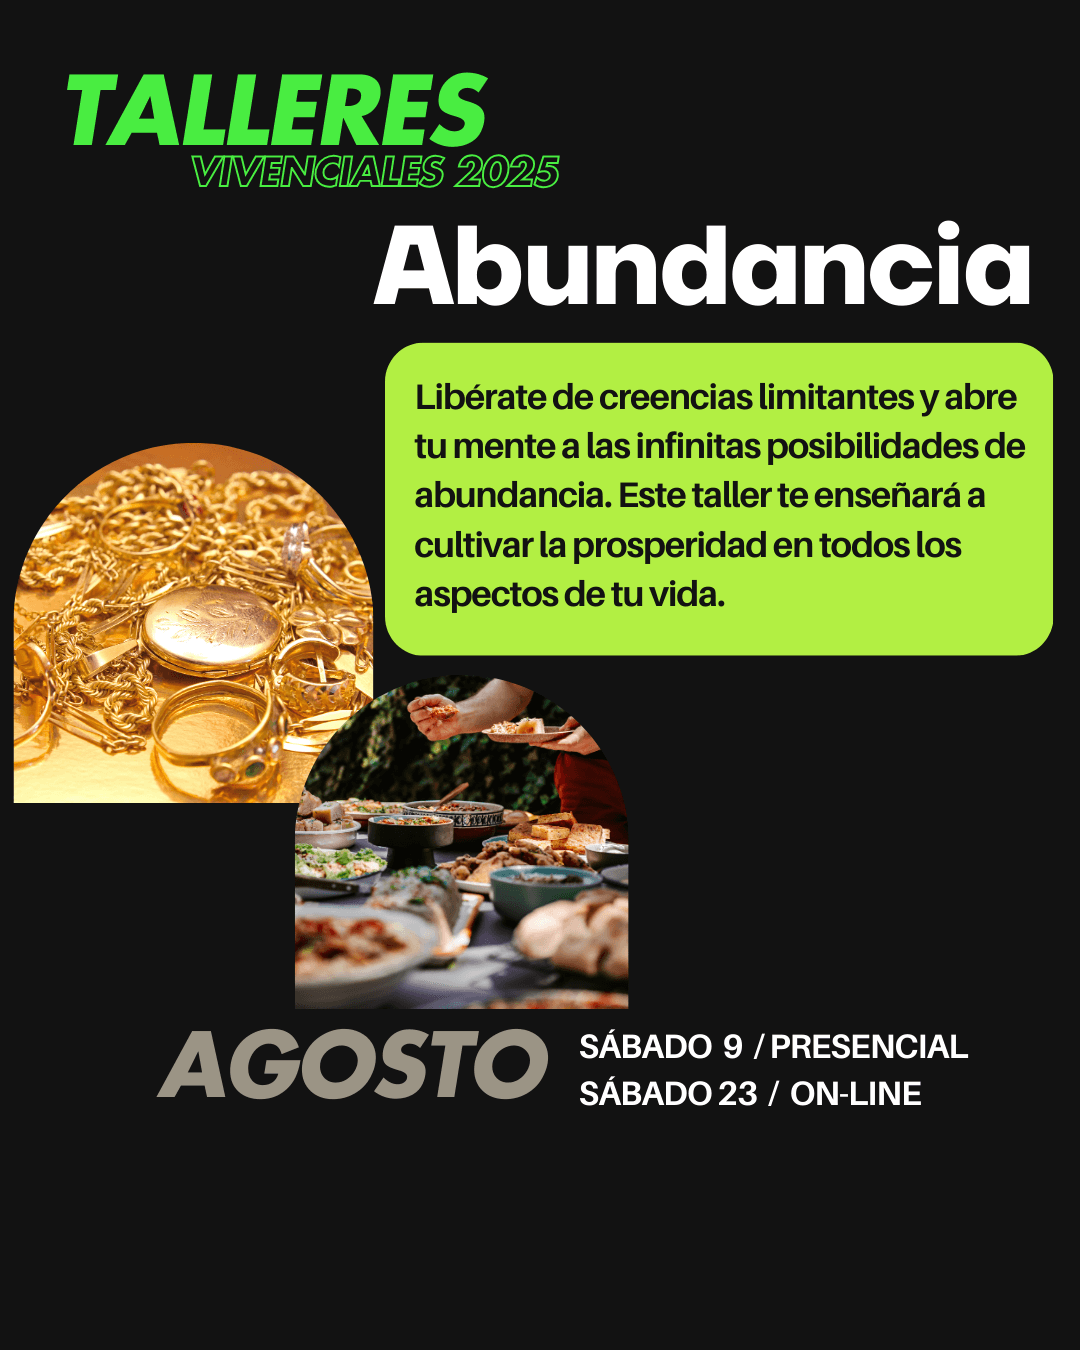 TALLERES
VIVENCIALES 2025
Abundancia
Libérate de creencias limitantes y abre
tu mente a las infinitas posibilidades de
abundancia. Este taller te enseñará a
cultivar la prosperidad en todos los
aspectos de tu vida.
AGOSTO
SÁBADO 9 / PRESENCIAL
SÁBADO 23 / ON-LINE